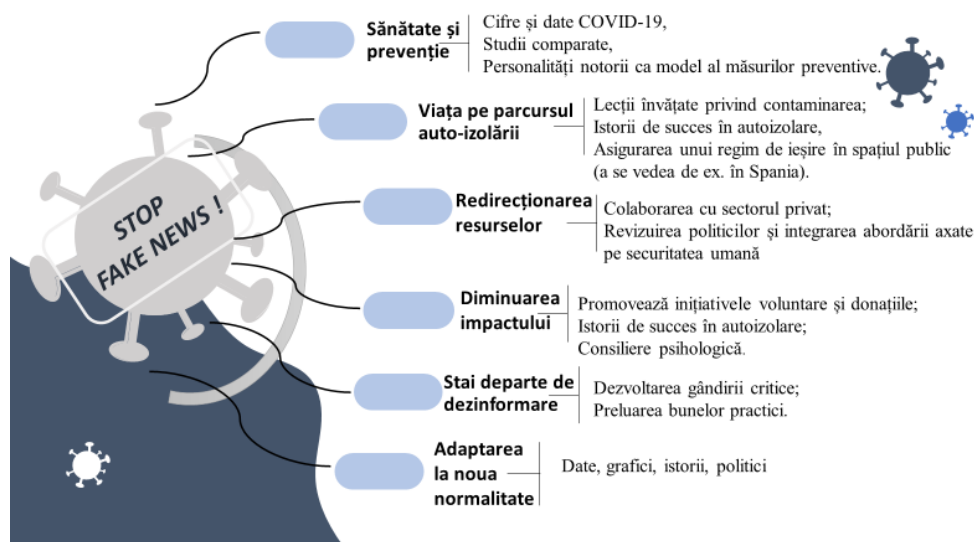 STOP
FAKE NEWS !
Sănătate și
prevenție
Cifre și date COVID-19,
Studii comparate,
Personalități notorii ca model al măsurilor preventive.
Viața pe parcursul
auto-izolării
Lecții învățate privind contaminarea;
Istorii de succes în autoizolare,
Asigurarea unui regim de ieșire în spațiul public
(a se vedea de ex. în Spania).
Redirecționarea
resurselor
Colaborarea cu sectorul privat;
Revizuirea politicilor și integrarea abordării axate
pe securitatea umană
Diminuarea
impactului
Promovează inițiativele voluntare și donațiile;
Istorii de succes în autoizolare;
Consiliere psihologică.
Stai departe de
dezinformare
Dezvoltarea gândirii critice;
Preluarea bunelor practici.
Adaptarea
la noua
normalitate
Date, grafici, istorii, politici